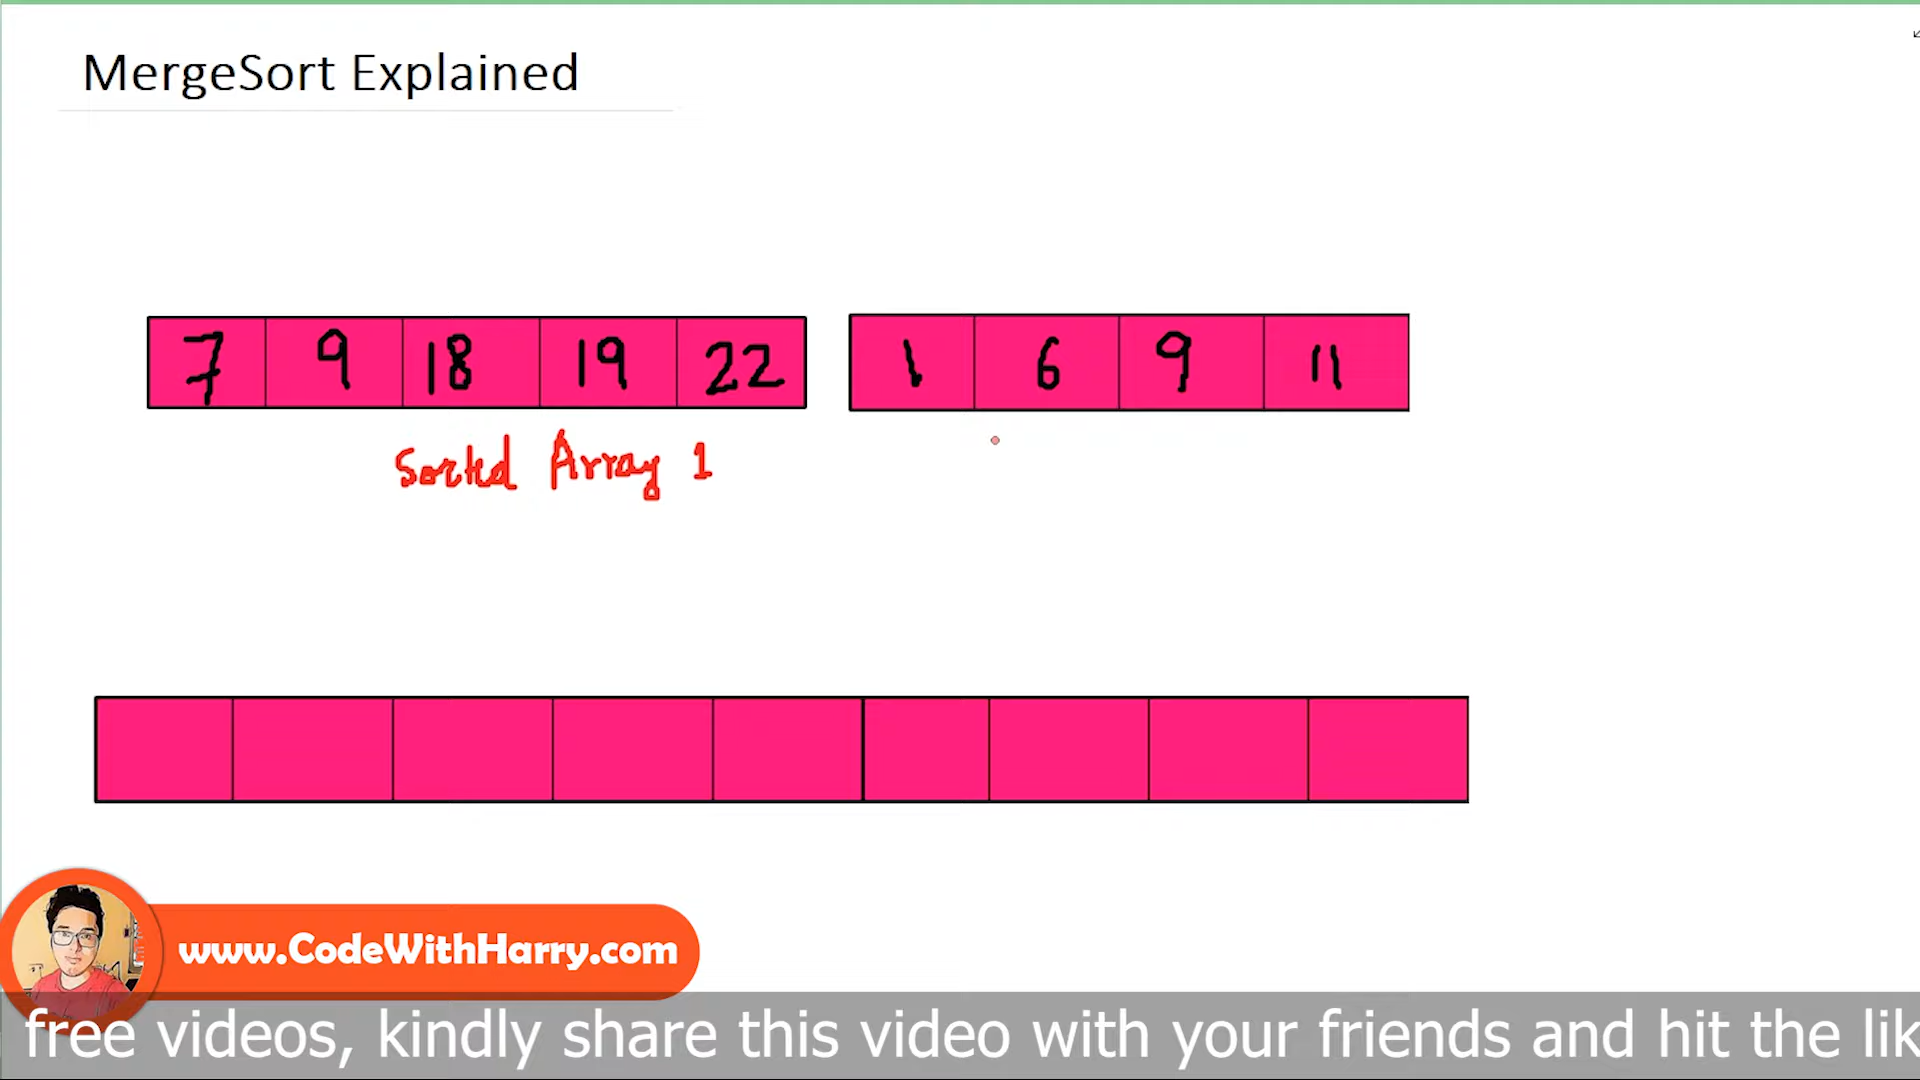 MergeSort Explained
7 9 18 19 22 1 6 9 11
Sorted Array 1
www.CodeWithHarry.com
free videos, kindly share this video with your friends and hit the lik